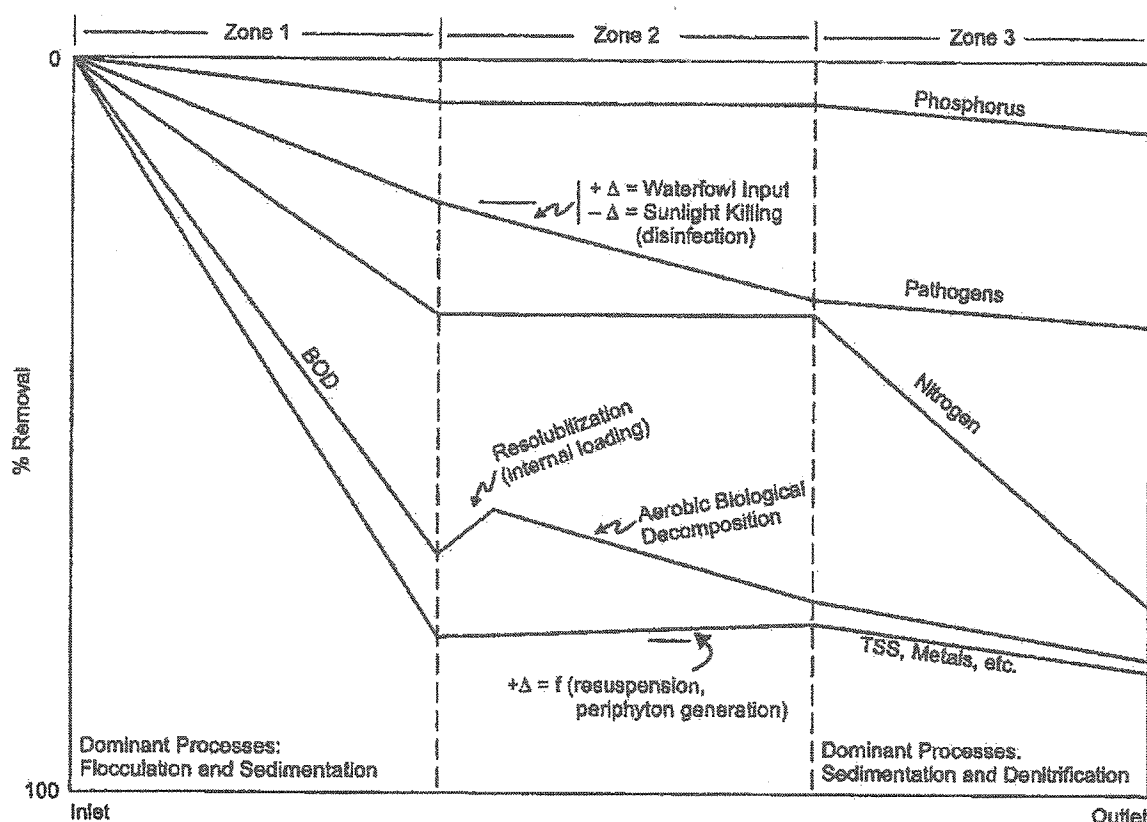 Zone 1
Zone 2
Zone 3
0
Phosphorus
+ Δ = Waterfowl Input
– Δ = Sunlight Killing
(disinfection)
Pathogens
BOD
Nitrogen
% Removal
Resolubilization
(internal loading)
Aerobic Biological
Decomposition
TSS, Metals, etc.
+Δ = f (resuspension,
periphyton generation)
Dominant Processes:
Flocculation and Sedimentation
Dominant Processes:
Sedimentation and Denitrification
100
Inlet
Outlet